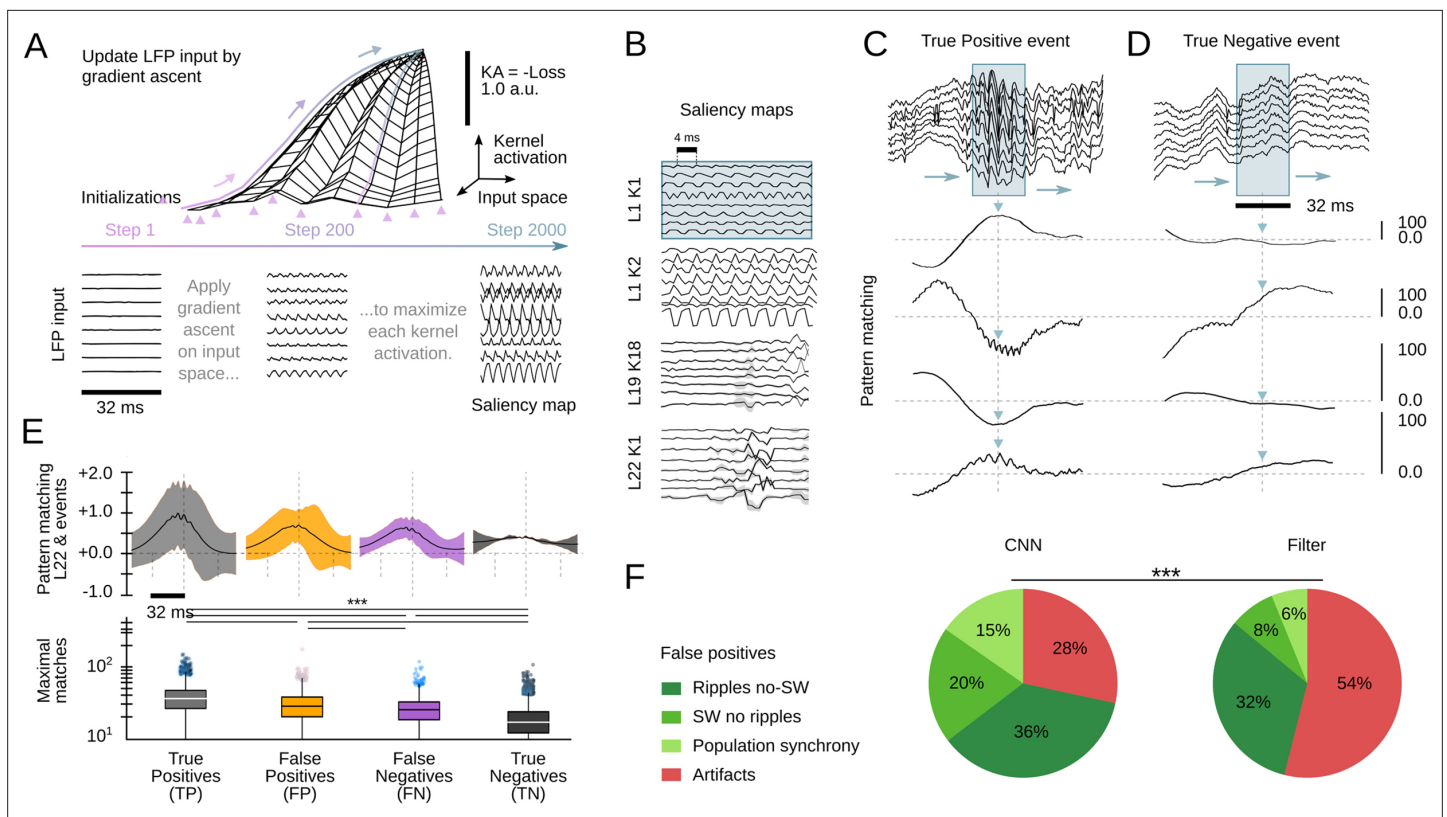 A
Update LFP input by
gradient ascent
KA = -Loss
1.0 a.u.
Kernel
activation
Input space
Initializations
Step 1
Step 200
Step 2000
LFP input
Apply
gradient
ascent
on input
space...
...to maximize
each kernel
activation.
32 ms
Saliency map
B
Saliency maps
4 ms
L1 K1
L1 K2
L19 K18
L22 K1
C
True Positive event
D
True Negative event
32 ms
Pattern matching
100
0.0
100
0.0
100
0.0
100
0.0
E
Pattern matching
L22 & events
+2.0
+1.0
+0.0
-1.0
32 ms
***
Maximal
matches
10²
10¹
True
Positives
(TP)
False
Positives
(FP)
False
Negatives
(FN)
True
Negatives
(TN)
F
False positives
Ripples no-SW
SW no ripples
Population synchrony
Artifacts
CNN
Filter
***
15%
28%
20%
36%
6%
8%
32%
54%